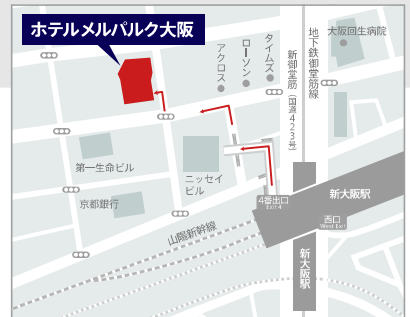 ホテルメルパルク大阪
大阪回生病院
地下鉄御堂筋線
新御堂筋（国道423号）
タイムズ
ローソン
アクロス
第一生命ビル
ニッセイ
ビル
京都銀行
4番出口
Exit 4
新大阪駅
西口
West Exit
山陽新幹線
新大阪駅